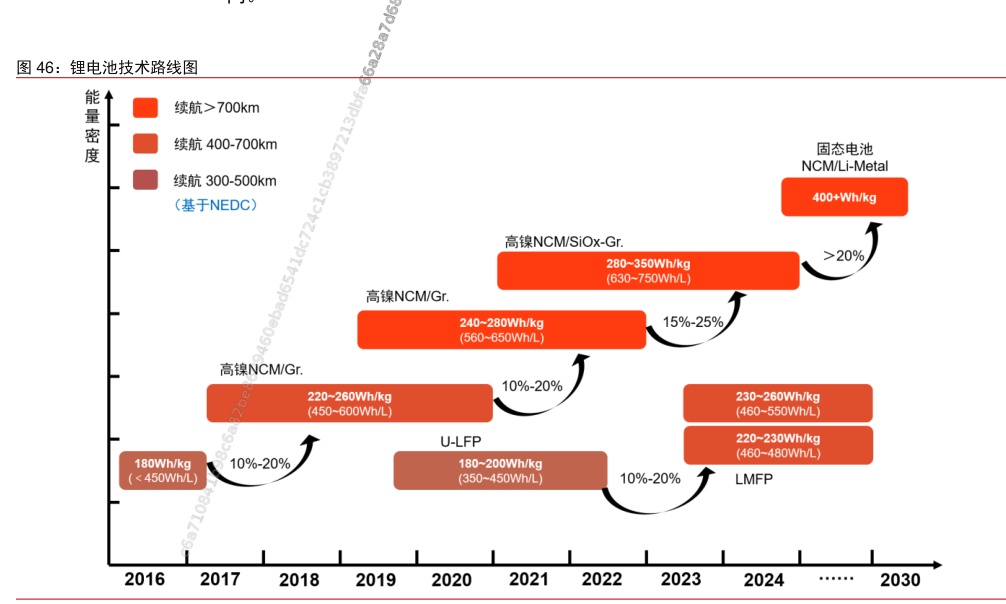 图 46：锂电池技术路线图
能量密度
续航＞700km
续航 400-700km
续航 300-500km
（基于NEDC）
固态电池
NCM/Li-Metal
400+Wh/kg
＞20%
高镍NCM/SiOx-Gr.
280~350Wh/kg
(630~750Wh/L)
15%-25%
高镍NCM/Gr.
240~280Wh/kg
(560~650Wh/L)
10%-20%
高镍NCM/Gr.
220~260Wh/kg
(450~600Wh/L)
230~260Wh/kg
(460~550Wh/L)
220~230Wh/kg
(460~480Wh/L)
LMFP
U-LFP
180~200Wh/kg
(350~450Wh/L)
10%-20%
180Wh/kg
(＜450Wh/L)
10%-20%
2016 2017 2018 2019 2020 2021 2022 2023 2024 ······ 2030